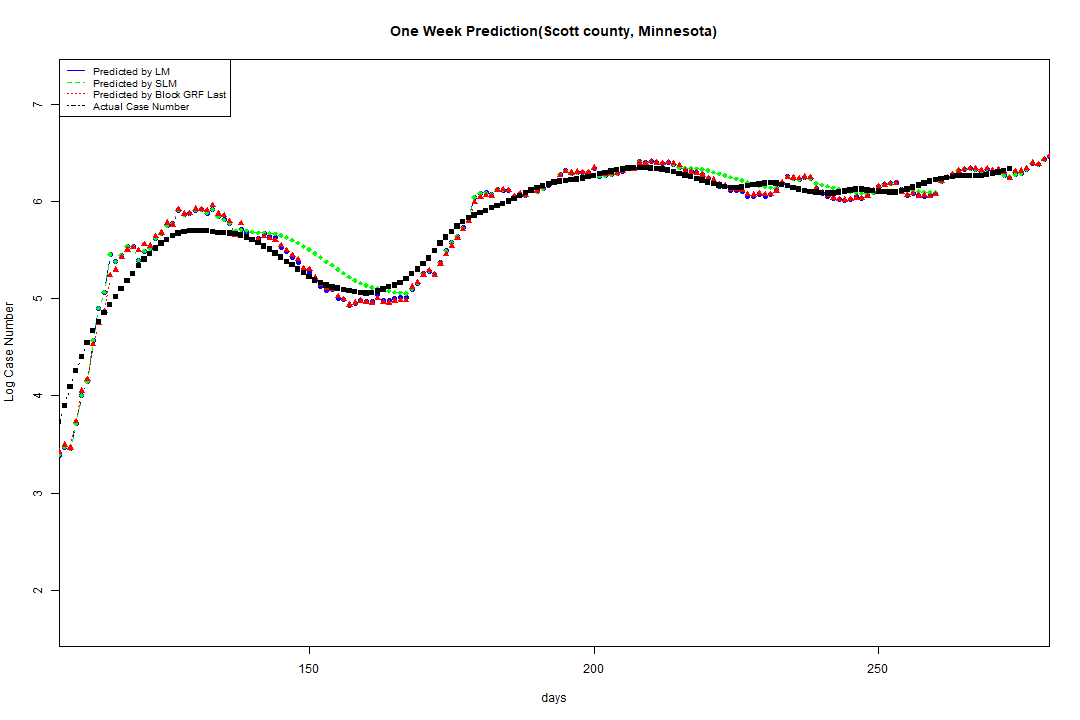 One Week Prediction(Scott county, Minnesota)
Predicted by LM
Predicted by SLM
Predicted by Block GRF Last
Actual Case Number
7
6
5
4
3
2
Log Case Number
150
200
250
days